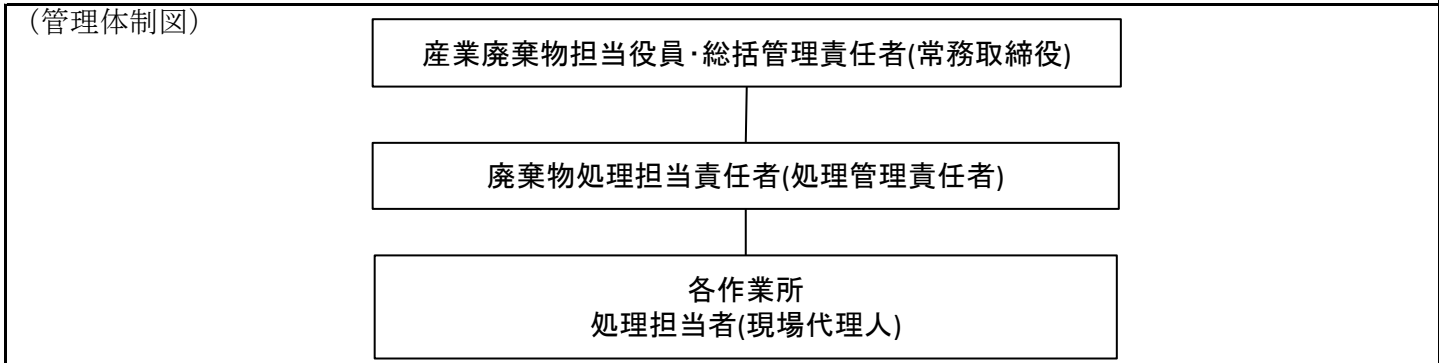 （管理体制図）
産業廃棄物担当役員・総括管理責任者(常務取締役)
廃棄物処理担当責任者(処理管理責任者)
各作業所
処理担当者(現場代理人)